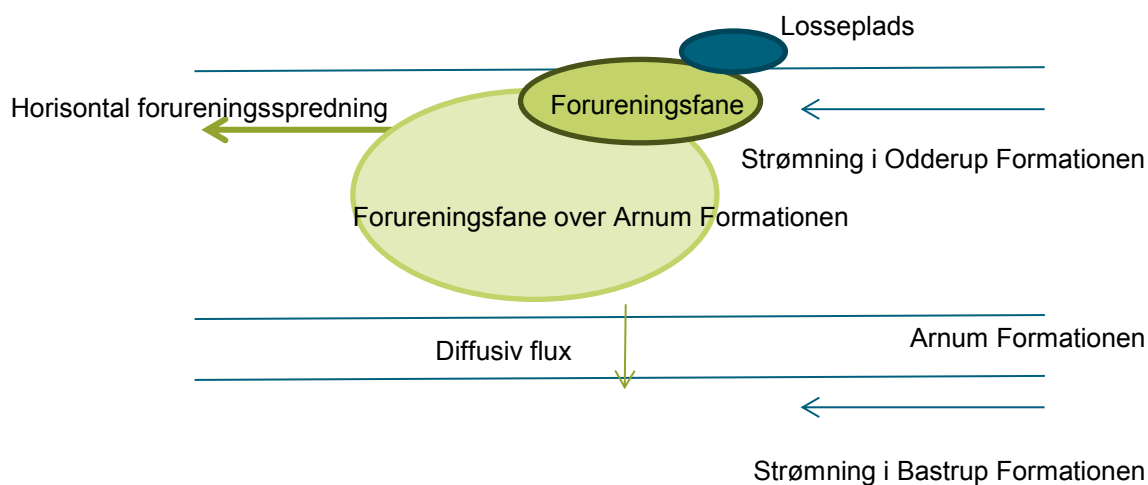 Losseplads
Horisontal forureningsspredning
Forureningsfane
Strømning i Odderup Formationen
Forureningsfane over Arnum Formationen
Arnum Formationen
Diffusiv flux
Strømning i Bastrup Formationen